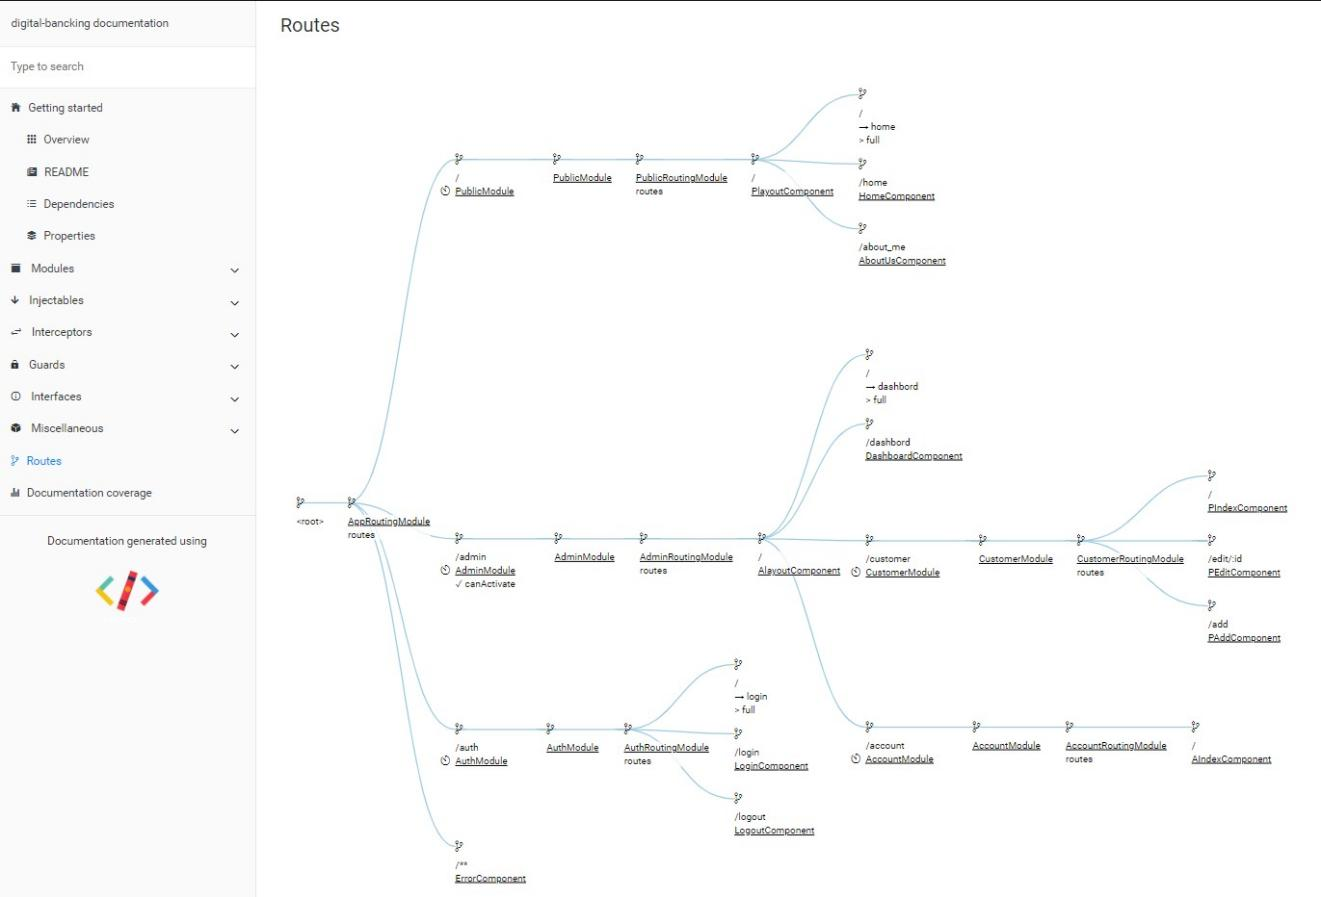 digital-bancking documentation
Type to search
Getting started
Overview
README
Dependencies
Properties
Modules
Injectables
Interceptors
Guards
Interfaces
Miscellaneous
Routes
Documentation coverage
Documentation generated using
Routes
<root>
AppRoutingModule
routes
/
PublicModule
PublicModule
PublicRoutingModule
routes
/
PlayoutComponent
/
→ home
> full
/home
HomeComponent
/about_me
AboutUsComponent
/admin
AdminModule
✓ canActivate
AdminModule
AdminRoutingModule
routes
/
AlayoutComponent
/
→ dashbord
> full
/dashbord
DashboardComponent
/customer
CustomerModule
CustomerModule
CustomerRoutingModule
routes
/
PIndexComponent
/edit/:id
PEditComponent
/add
PAddComponent
/account
AccountModule
AccountModule
AccountRoutingModule
routes
/
AIndexComponent
/auth
AuthModule
AuthModule
AuthRoutingModule
routes
/
→ login
> full
/login
LoginComponent
/logout
LogoutComponent
/**
ErrorComponent